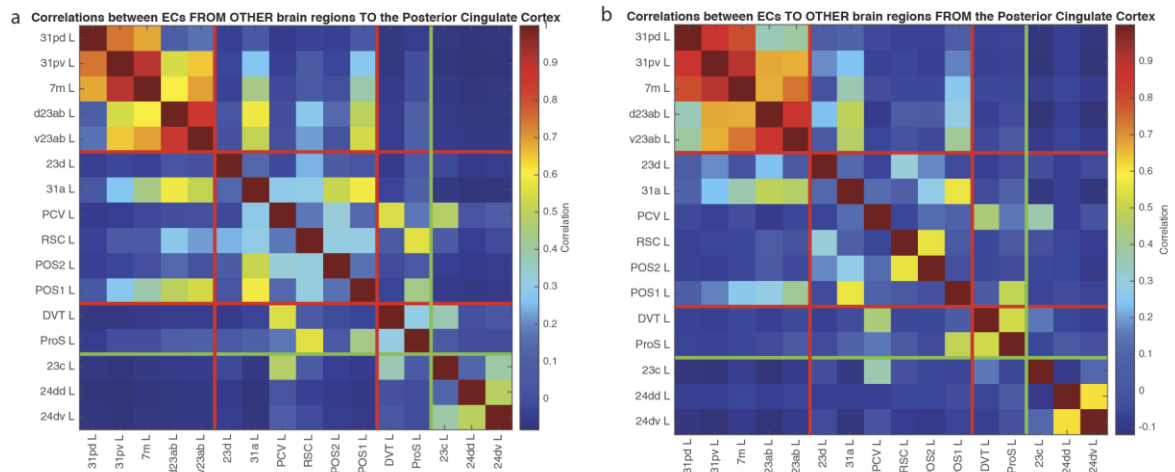 a
Correlations between ECs FROM OTHER brain regions TO the Posterior Cingulate Cortex
31pd L
31pv L
7m L
d23ab L
v23ab L
23d L
31a L
PCV L
RSC L
POS2 L
POS1 L
DVT L
ProS L
23c L
24dd L
24dv L
31pd L
31pv L
7m L
d23ab L
v23ab L
23d L
31a L
PCV L
RSC L
POS2 L
POS1 L
DVT L
ProS L
23c L
24dd L
24dv L
0.9
0.8
0.7
0.6
0.5
0.4
0.3
0.2
0.1
0
Correlation
b
Correlations between ECs TO OTHER brain regions FROM the Posterior Cingulate Cortex
31pd L
31pv L
7m L
d23ab L
v23ab L
23d L
31a L
PCV L
RSC L
POS2 L
POS1 L
DVT L
ProS L
23c L
24dd L
24dv L
31pd L
31pv L
7m L
23ab L
23ab L
23d L
31a L
PCV L
RSC L
OS2 L
OS1 L
DVT L
ProS L
23c L
24dd L
24dv L
0.9
0.8
0.7
0.6
0.5
0.4
0.3
0.2
0.1
0
-0.1
Correlation